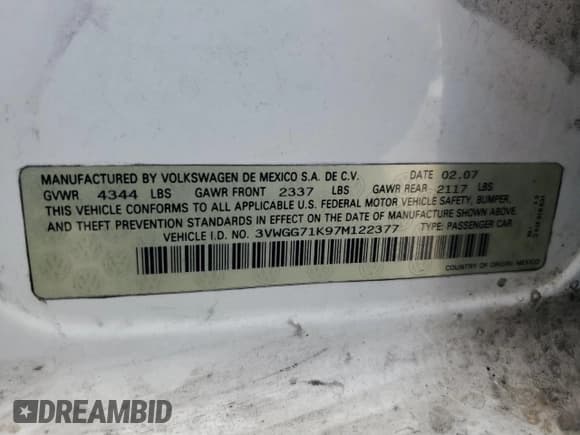 MANUFACTURED BY VOLKSWAGEN DE MEXICO S.A. DE C.V. DATE 02.07
GVWR 4344 LBS GAWR FRONT 2337 LBS GAWR REAR 2117 LBS
THIS VEHICLE CONFORMS TO ALL APPLICABLE U.S. FEDERAL MOTOR VEHICLE SAFETY, BUMPER,
AND THEFT PREVENTION STANDARDS IN EFFECT ON THE DATE OF MANUFACTURE SHOWN ABOVE.
VEHICLE I.D. NO. 3VWGG71K97M122377 TYPE: PASSENGER CAR
COUNTRY OF ORIGIN: MEXICO
DREAMBID